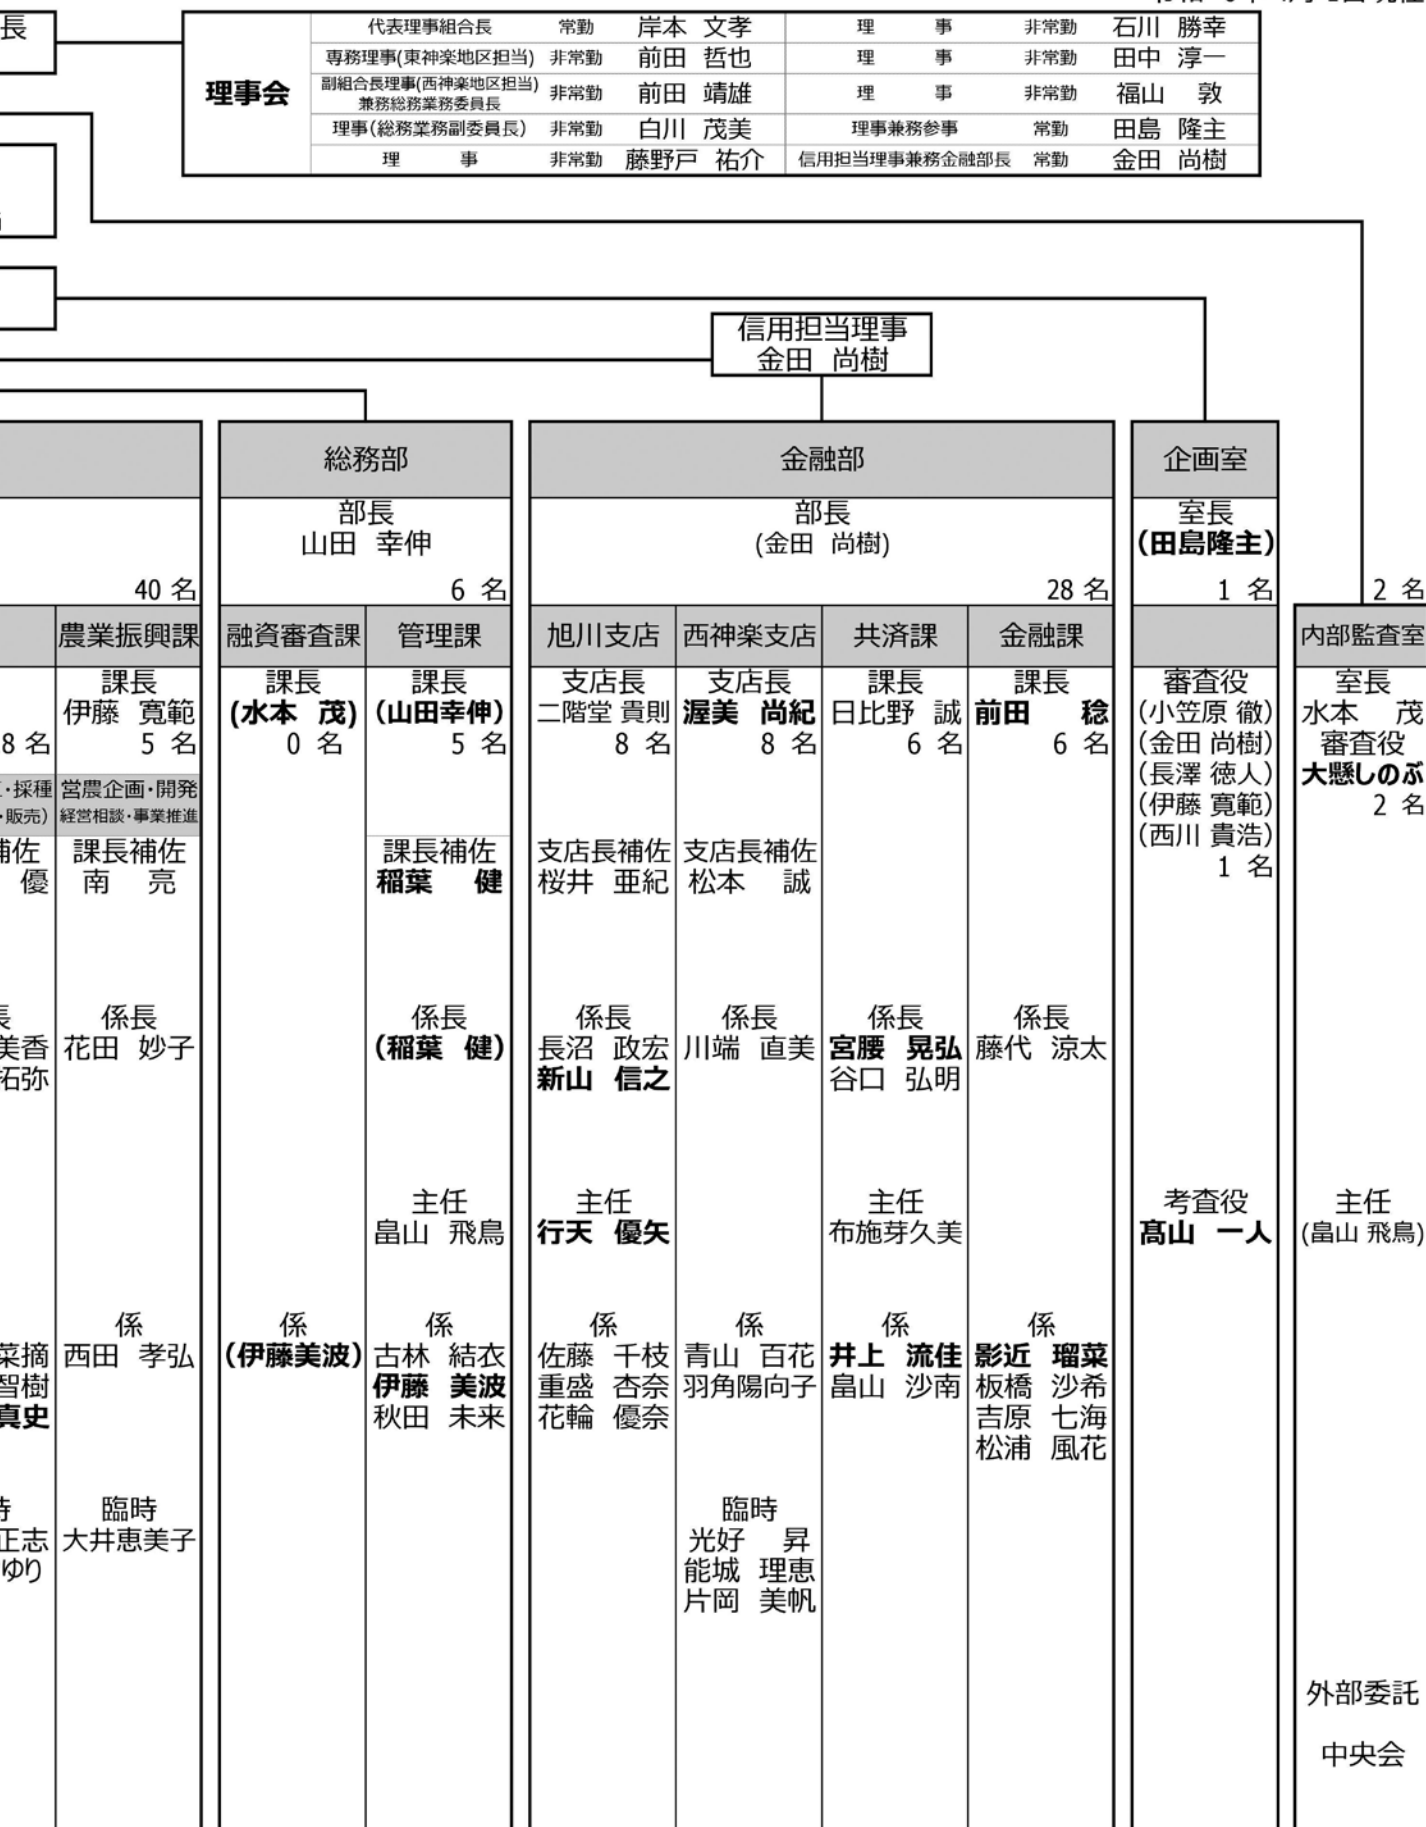 長
理事会
代表理事組合長 常勤 岸本 文孝 理 事 非常勤 石川 勝幸
専務理事(東神楽地区担当) 非常勤 前田 哲也 理 事 非常勤 田中 淳一
副組合長理事(西神楽地区担当)
兼務総務業務委員長 非常勤 前田 靖雄 理 事 非常勤 福山 敦
理事(総務業務副委員長) 非常勤 白川 茂美 理事兼務参事 常勤 田島 隆主
理 事 非常勤 藤野戸 祐介 信用担当理事兼務金融部長 常勤 金田 尚樹
信用担当理事
金田 尚樹
40 名
8 名
・採種
・販売)
優
美香
拓弥
菜摘
智樹
真史
正志
ゆり
農業振興課
課長
伊藤 寛範
5 名
営農企画・開発
経営相談・事業推進
課長補佐
南 亮
係長
花田 妙子
係
西田 孝弘
臨時
大井恵美子
総務部
部長
山田 幸伸
6 名
融資審査課
課長
(水本 茂)
0 名
係
(伊藤美波)
管理課
課長
(山田幸伸)
5 名
課長補佐
稲葉 健
係長
(稲葉 健)
主任
畠山 飛鳥
係
古林 結衣
伊藤 美波
秋田 未来
金融部
部長
(金田 尚樹)
28 名
旭川支店
支店長
二階堂 貴則
8 名
支店長補佐
桜井 亜紀
係長
長沼 政宏
新山 信之
主任
行天 優矢
係
佐藤 千枝
重盛 杏奈
花輪 優奈
西神楽支店
支店長
渥美 尚紀
8 名
支店長補佐
松本 誠
係長
川端 直美
係
青山 百花
羽角陽向子
臨時
光好 昇
能城 理恵
片岡 美帆
共済課
課長
日比野 誠
6 名
係長
宮腰 晃弘
谷口 弘明
主任
布施芽久美
係
井上 流佳
畠山 沙南
金融課
課長
前田 稔
6 名
係長
藤代 涼太
係
影近 瑠菜
板橋 沙希
吉原 七海
松浦 風花
企画室
室長
(田島隆主)
1 名
審査役
(小笠原 徹)
(金田 尚樹)
(長澤 徳人)
(伊藤 寛範)
(西川 貴浩)
1 名
考査役
髙山 一人
2 名
内部監査室
室長
水本 茂
審査役
大懸しのぶ
2 名
主任
(畠山 飛鳥)
外部委託
中央会